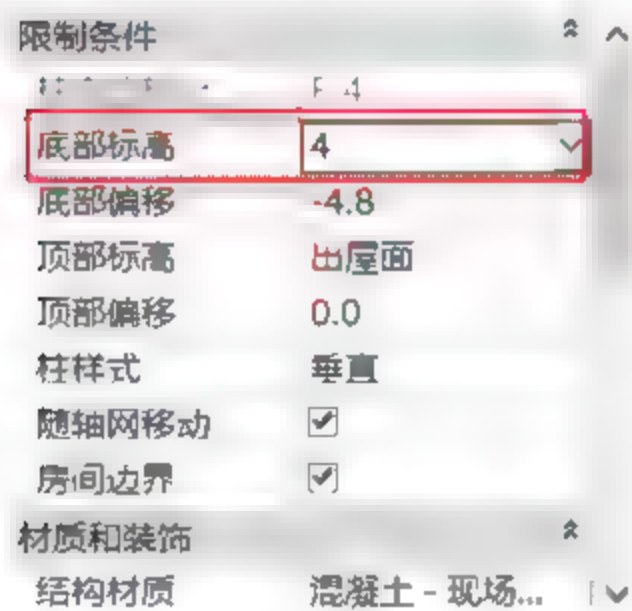 限制条件
底部标高 4
底部偏移 -4.8
顶部标高 出屋面
顶部偏移 0.0
柱样式 垂直
随轴网移动
房间边界
材质和装饰
结构材质 混凝土 - 现场...